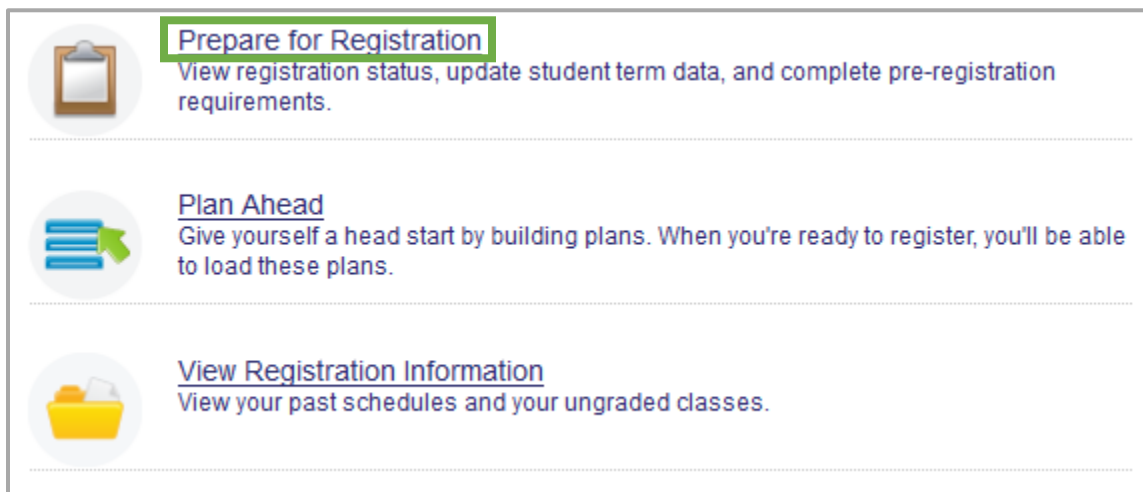 Prepare for Registration
View registration status, update student term data, and complete pre-registration
requirements.
Plan Ahead
Give yourself a head start by building plans. When you're ready to register, you'll be able
to load these plans.
View Registration Information
View your past schedules and your ungraded classes.